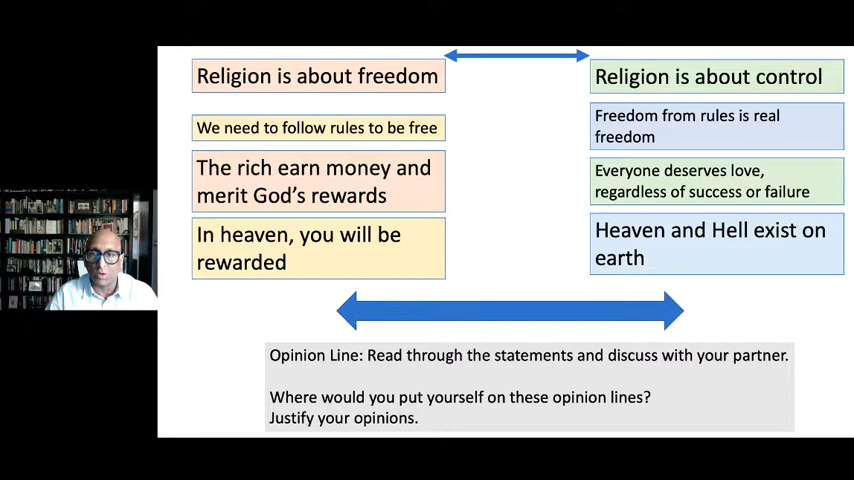 Religion is about freedom
Religion is about control
We need to follow rules to be free
Freedom from rules is real
freedom
The rich earn money and
merit God's rewards
Everyone deserves love,
regardless of success or failure
In heaven, you will be
rewarded
Heaven and Hell exist on
earth
Opinion Line: Read through the statements and discuss with your partner.
Where would you put yourself on these opinion lines?
Justify your opinions.